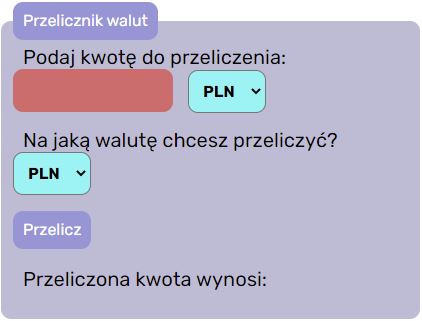 Przelicznik walut
Podaj kwotę do przeliczenia:
PLN
Na jaką walutę chcesz przeliczyć?
PLN
Przelicz
Przeliczona kwota wynosi: